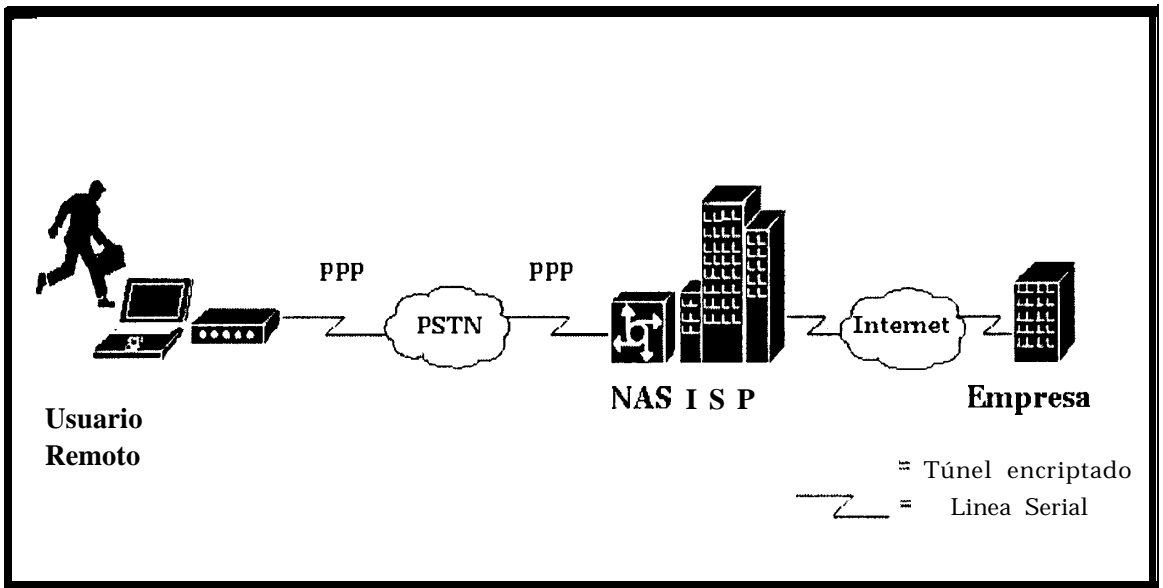 PPP
PPP
PSTN
Internet
NAS I S P
Empresa
Usuario
Remoto
= Túnel encriptado
= Linea Serial